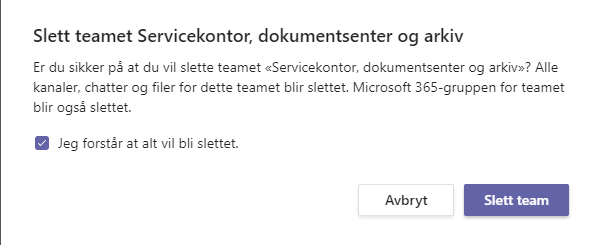 Slett teamet Servicekontor, dokumentsenter og arkiv
Er du sikker på at du vil slette teamet «Servicekontor, dokumentsenter og arkiv»? Alle
kanaler, chatter og filer for dette teamet blir slettet. Microsoft 365-gruppen for teamet
blir også slettet.
Jeg forstår at alt vil bli slettet.
Avbryt
Slett team